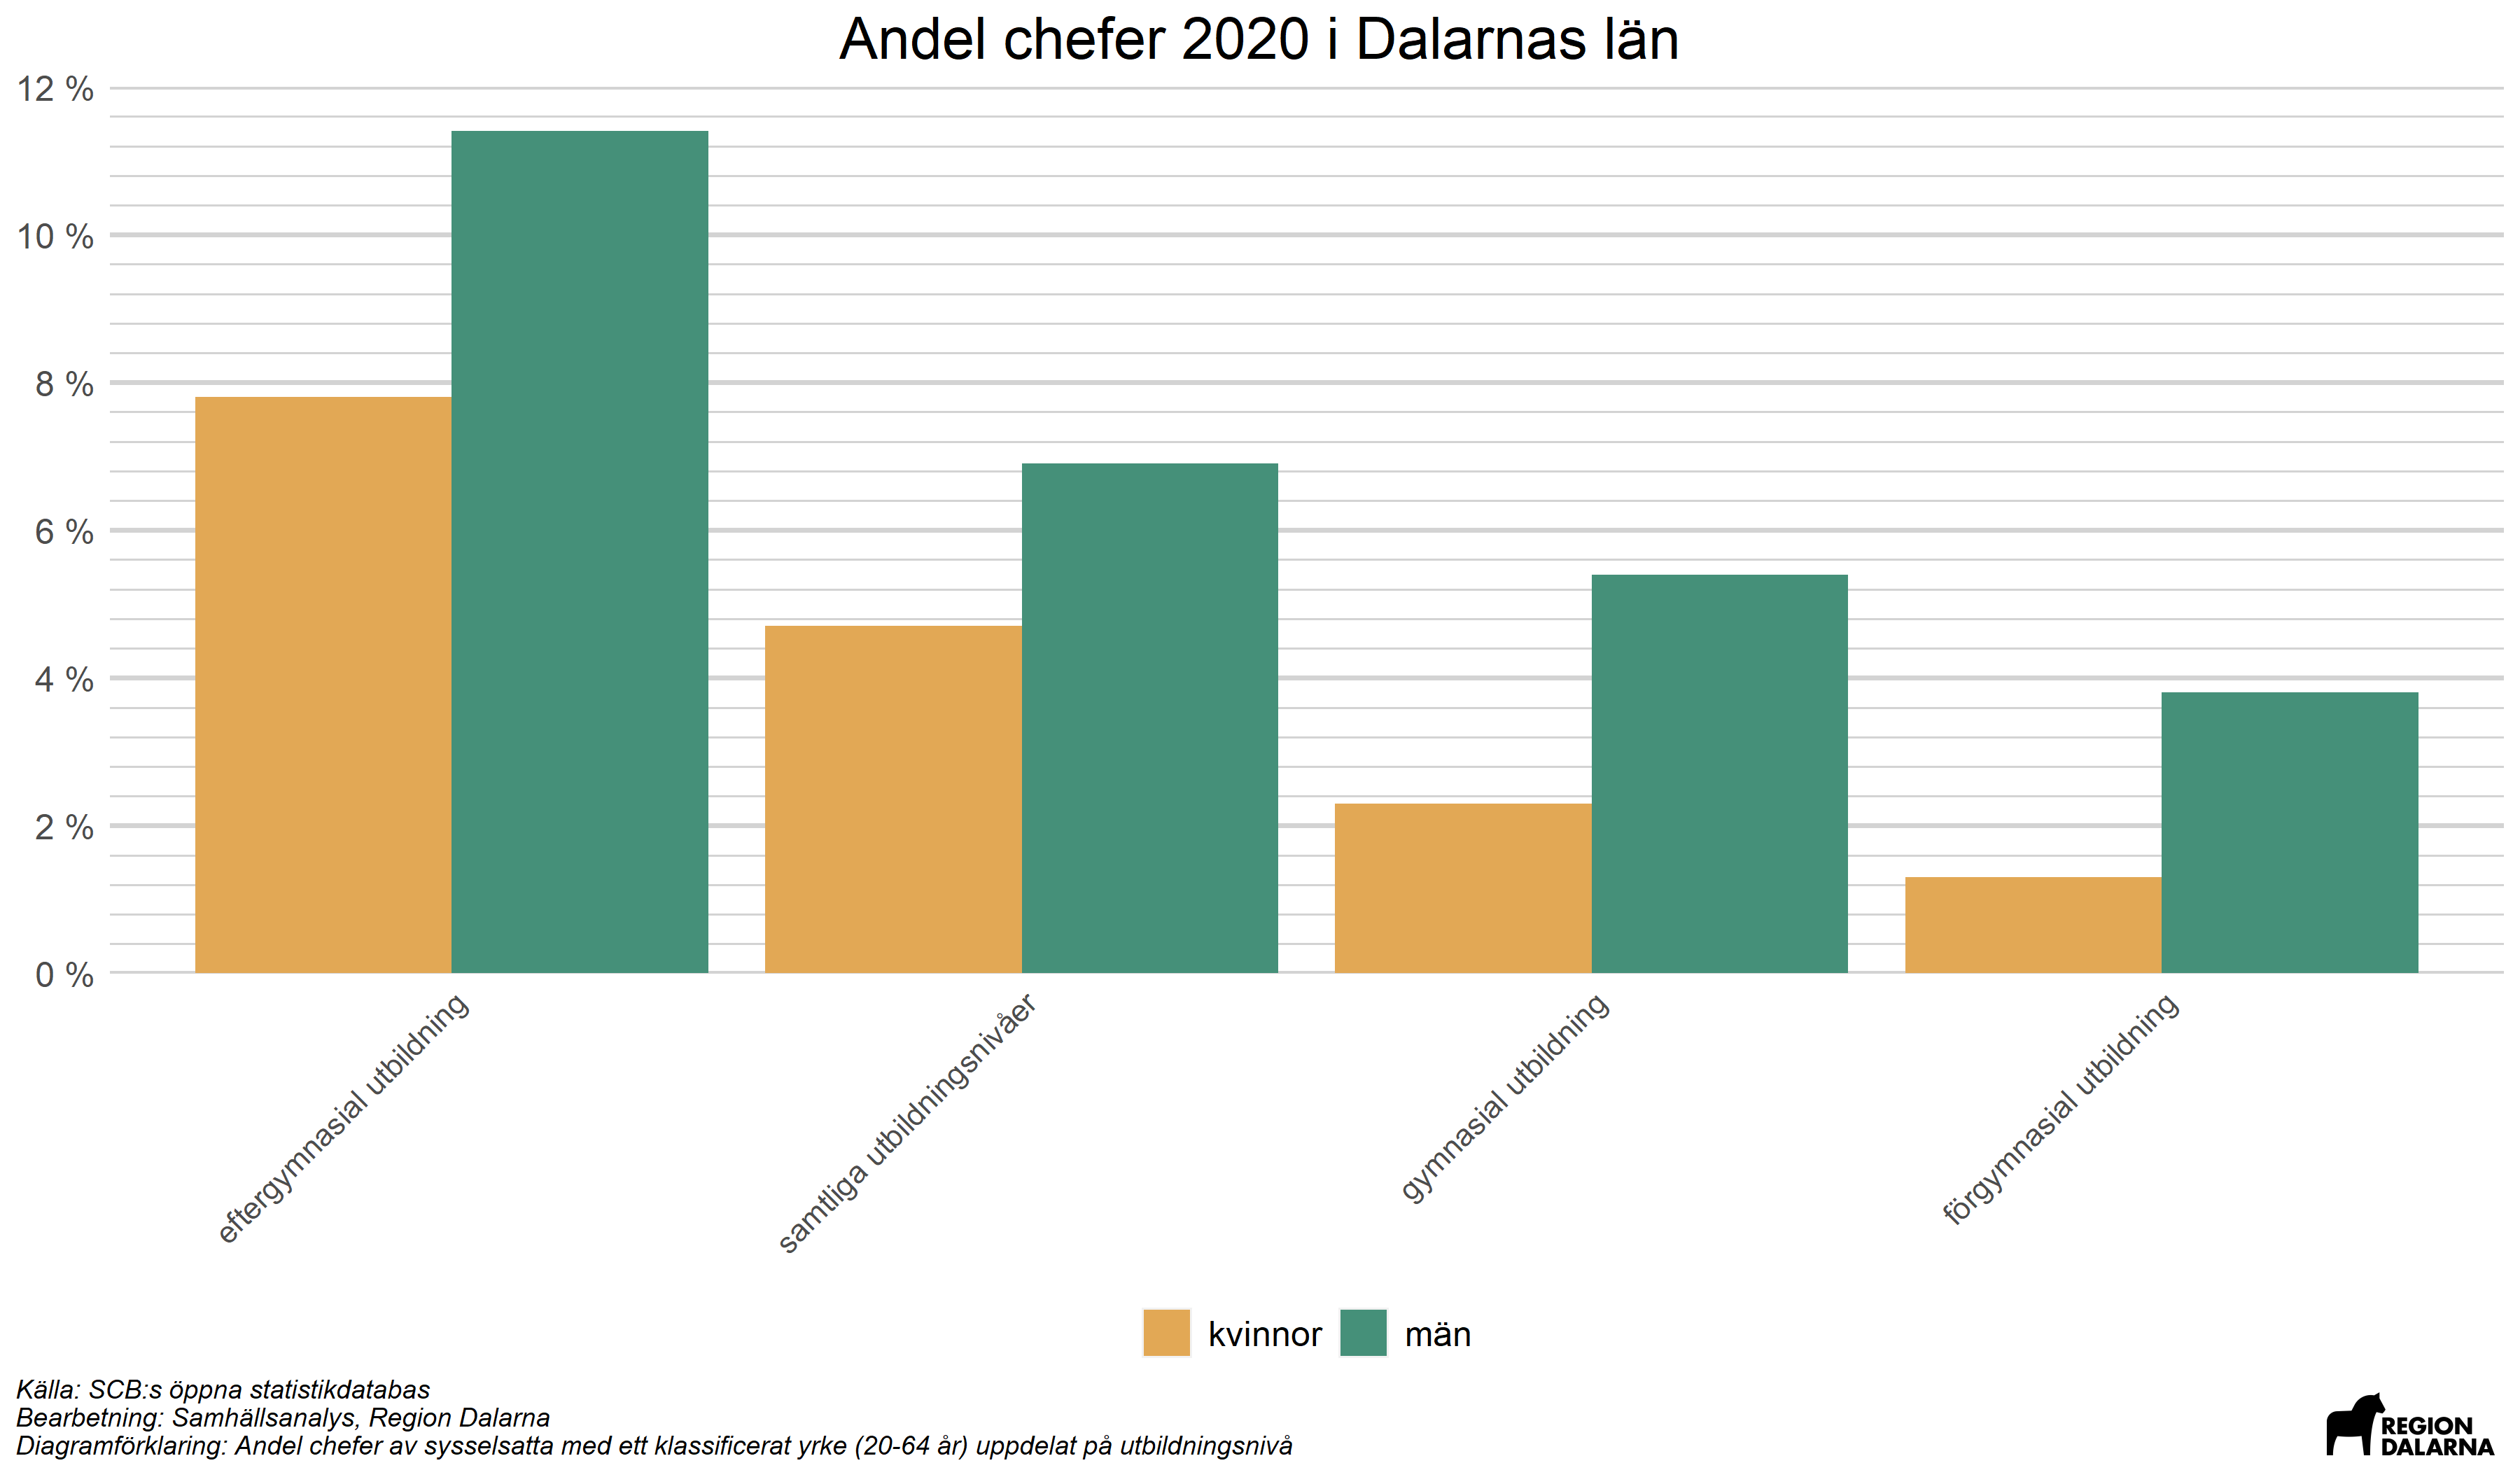 Andel chefer 2020 i Dalarnas län
12 %
10 %
8 %
6 %
4 %
2 %
0 %
eftergymnasial utbildning
samtliga utbildningsnivåer
gymnasial utbildning
förgymnasial utbildning
kvinnor män
Källa: SCB:s öppna statistikdatabas
Bearbetning: Samhällsanalys, Region Dalarna
Diagramförklaring: Andel chefer av sysselsatta med ett klassificerat yrke (20-64 år) uppdelat på utbildningsnivå
REGION
DALARNA